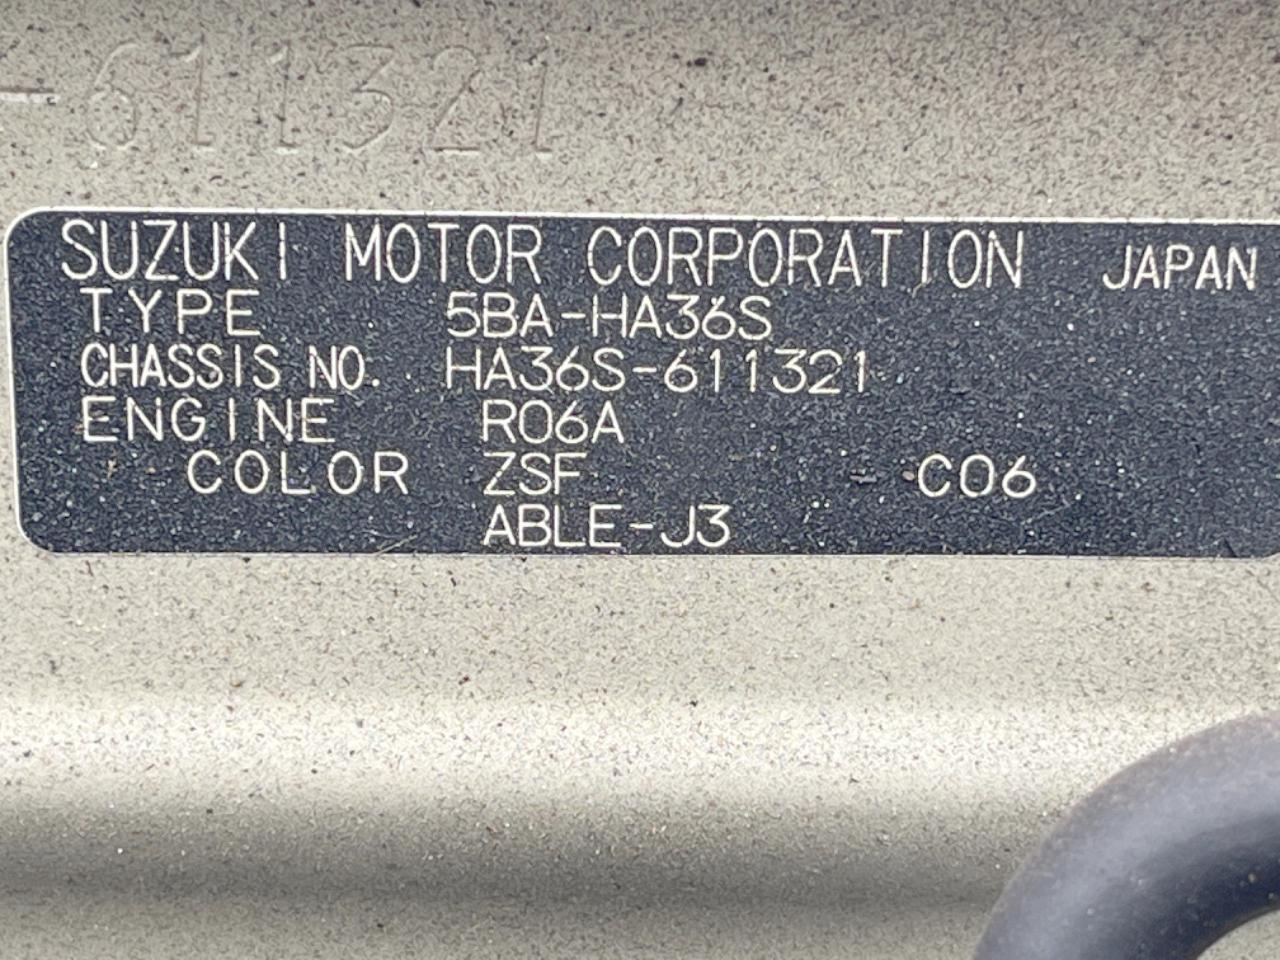 -611321
SUZUKI MOTOR CORPORATION JAPAN
TYPE 5BA-HA36S
CHASSIS NO. HA36S-611321
ENGINE R06A
COLOR ZSF - C06
ABLE-J3